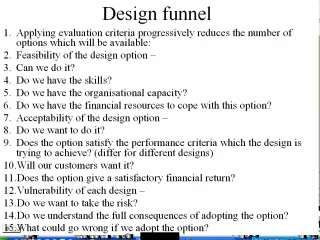 Design funnel
1. Applying evaluation criteria progressively reduces the number of
options which will be available:
2. Feasibility of the design option –
3. Can we do it?
4. Do we have the skills?
5. Do we have the organisational capacity?
6. Do we have the financial resources to cope with this option?
7. Acceptability of the design option –
8. Do we want to do it?
9. Does the option satisfy the performance criteria which the design is
trying to achieve? (differ for different designs)
10. Will our customers want it?
11. Does the option give a satisfactory financial return?
12. Vulnerability of each design –
13. Do we want to take the risk?
14. Do we understand the full consequences of adopting the option?
15. What could go wrong if we adopt the option?